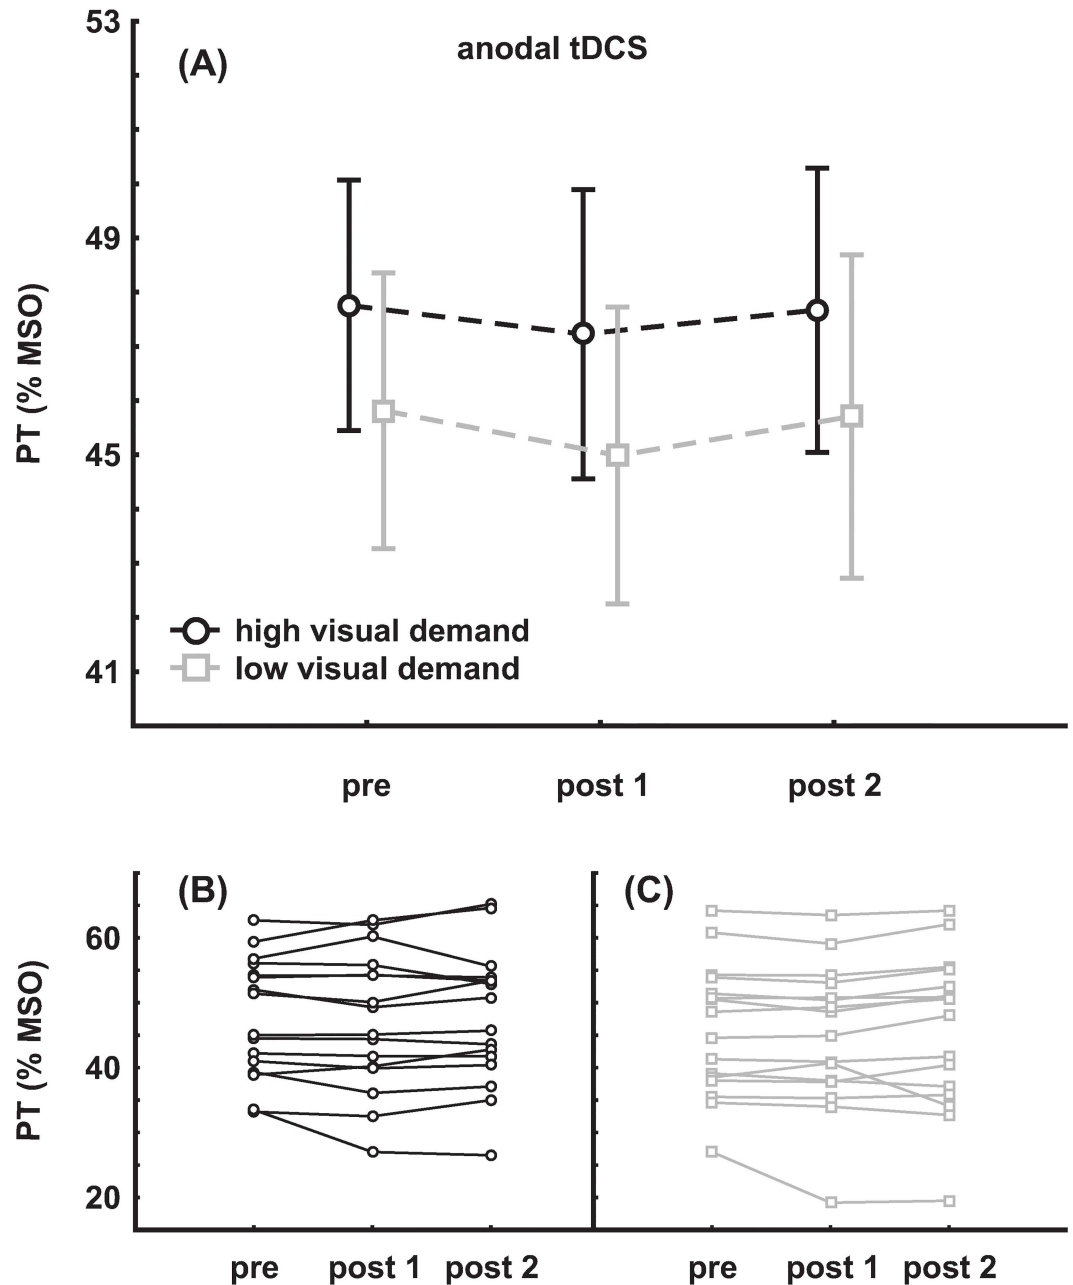 53
(A)
anodal tDCS
49
PT (% MSO)
45
high visual demand
low visual demand
41
pre post 1 post 2
(B) (C)
60
PT (% MSO)
40
20
pre post 1 post 2 pre post 1 post 2